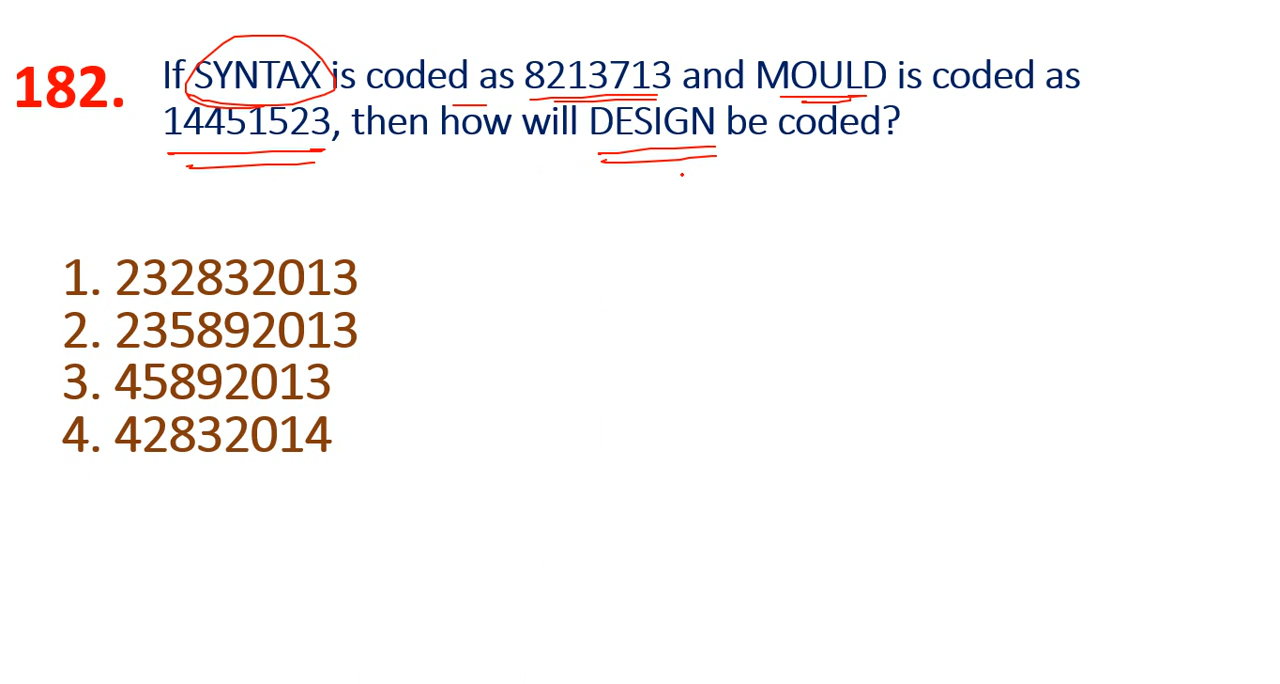 182. If SYNTAX is coded as 8213713 and MOULD is coded as
14451523, then how will DESIGN be coded?
1. 232832013
2. 235892013
3. 45892013
4. 42832014